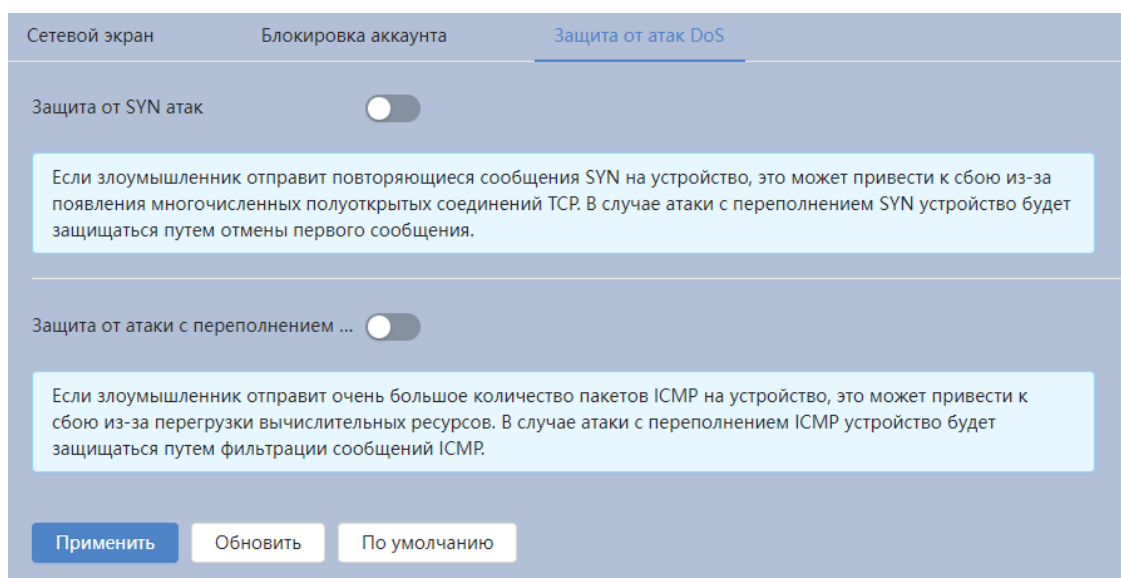 Сетевой экран Блокировка аккаунта Защита от атак DoS
Защита от SYN атак
Если злоумышленник отправит повторяющиеся сообщения SYN на устройство, это может привести к сбою из-за
появления многочисленных полуоткрытых соединений TCP. В случае атаки с переполнением SYN устройство будет
защищаться путем отмены первого сообщения.
Защита от атаки с переполнением ...
Если злоумышленник отправит очень большое количество пакетов ICMP на устройство, это может привести к
сбою из-за перегрузки вычислительных ресурсов. В случае атаки с переполнением ICMP устройство будет
защищаться путем фильтрации сообщений ICMP.
Применить Обновить По умолчанию